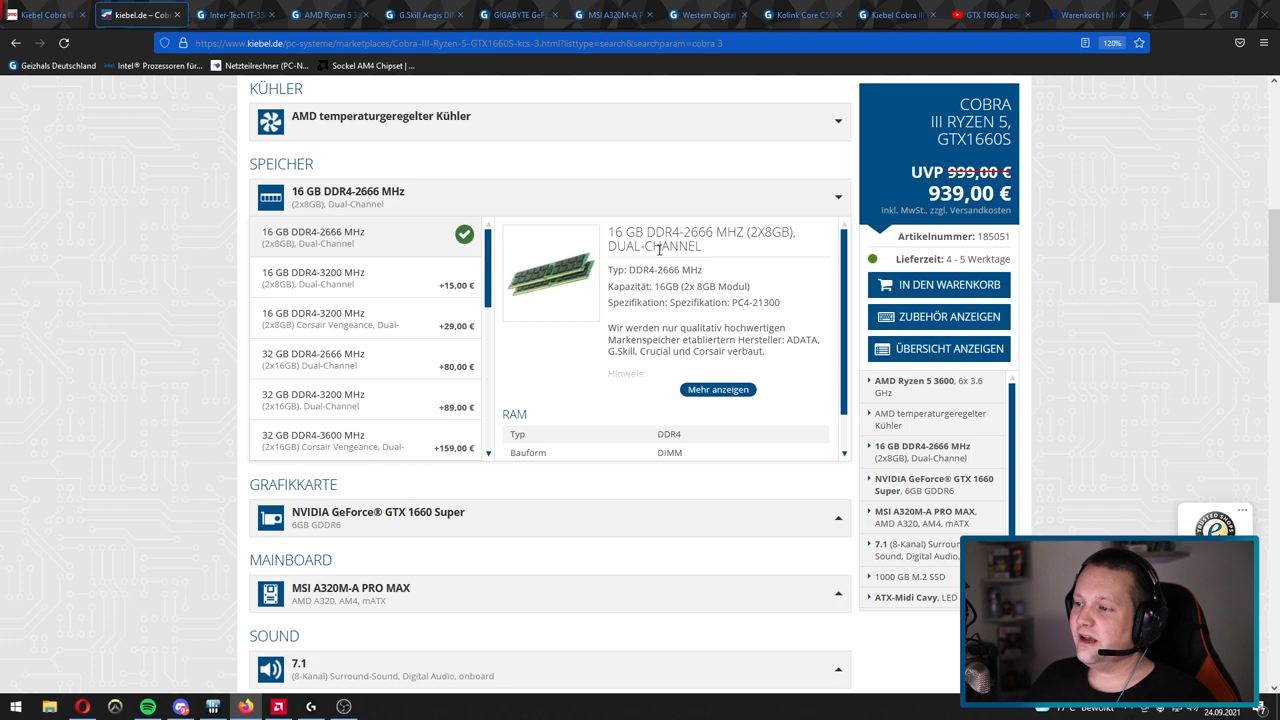 Kiebel Cobra III
kiebel.de – Cobra
Inter-Tech IT-33
AMD Ryzen 5 3
G.Skill Aegis DI
GIGABYTE GeF
MSI A320M-A P
Western Digital
Kolink Core C50
Kiebel Cobra III
GTX 1660 Super
Warenkorb | Mi
https://www.kiebel.de/pc-systeme/marketplaces/Cobra-III-Ryzen-5-GTX1660S-kcs-3.html?listtype=search&searchparam=cobra 3
120%
Geizhals Deutschland
Intel® Prozessoren für...
Netzteilrechner (PC-N...
Sockel AM4 Checklist |...
KÜHLER
AMD temperaturgeregelter Kühler
SPEICHER
16 GB DDR4-2666 MHz
(2x8GB), Dual-Channel
16 GB DDR4-2666 MHz
(2x8GB), Dual-Channel
16 GB DDR4-3200 MHz
(2x8GB), Dual-Channel
+15,00 €
16 GB DDR4-3200 MHz
(2x8GB) Corsair Vengeance, Dual-
+29,00 €
32 GB DDR4-2666 MHz
(2x16GB) Dual-Channel
+80,00 €
32 GB DDR4-3200 MHz
(2x16GB), Dual-Channel
+89,00 €
32 GB DDR4-3600 MHz
(2x16GB) Corsair Vengeance, Dual-
+159,00 €
16 GB DDR4-2666 MHZ (2X8GB),
DUAL-CHANNEL
Typ: DDR4-2666 MHz
Kapazität: 16GB (2x 8GB Modul)
Spezifikation: Spezifikation: PC4-21300
Wir werden nur qualitativ hochwertigen
Markenspeicher etabliertern Hersteller: ADATA,
G.Skill, Crucial und Corsair verbaut.
Hinweis:
Mehr anzeigen
RAM
Typ DDR4
Bauform DIMM
GRAFIKKARTE
NVIDIA GeForce® GTX 1660 Super
6GB GDDR6
MAINBOARD
MSI A320M-A PRO MAX
AMD A320, AM4, mATX
SOUND
7.1
(8-Kanal) Surround-Sound, Digital Audio, onboard
COBRA
III RYZEN 5,
GTX1660S
UVP 999,00 €
939,00 €
inkl. MwSt., zzgl. Versandkosten
Artikelnummer: 185051
Lieferzeit: 4 - 5 Werktage
IN DEN WARENKORB
ZUBEHÖR ANZEIGEN
ÜBERSICHT ANZEIGEN
AMD Ryzen 5 3600, 6x 3.6
GHz
AMD temperaturgeregelter
Kühler
16 GB DDR4-2666 MHz
(2x8GB), Dual-Channel
NVIDIA GeForce® GTX 1660
Super, 6GB GDDR6
MSI A320M-A PRO MAX,
AMD A320, AM4, mATX
7.1 (8-Kanal) Surroun
Sound, Digital Audio,
1000 GB M.2 SSD
ATX-Midi Cavy, LED
17°C Bewölkt
24.09.2021